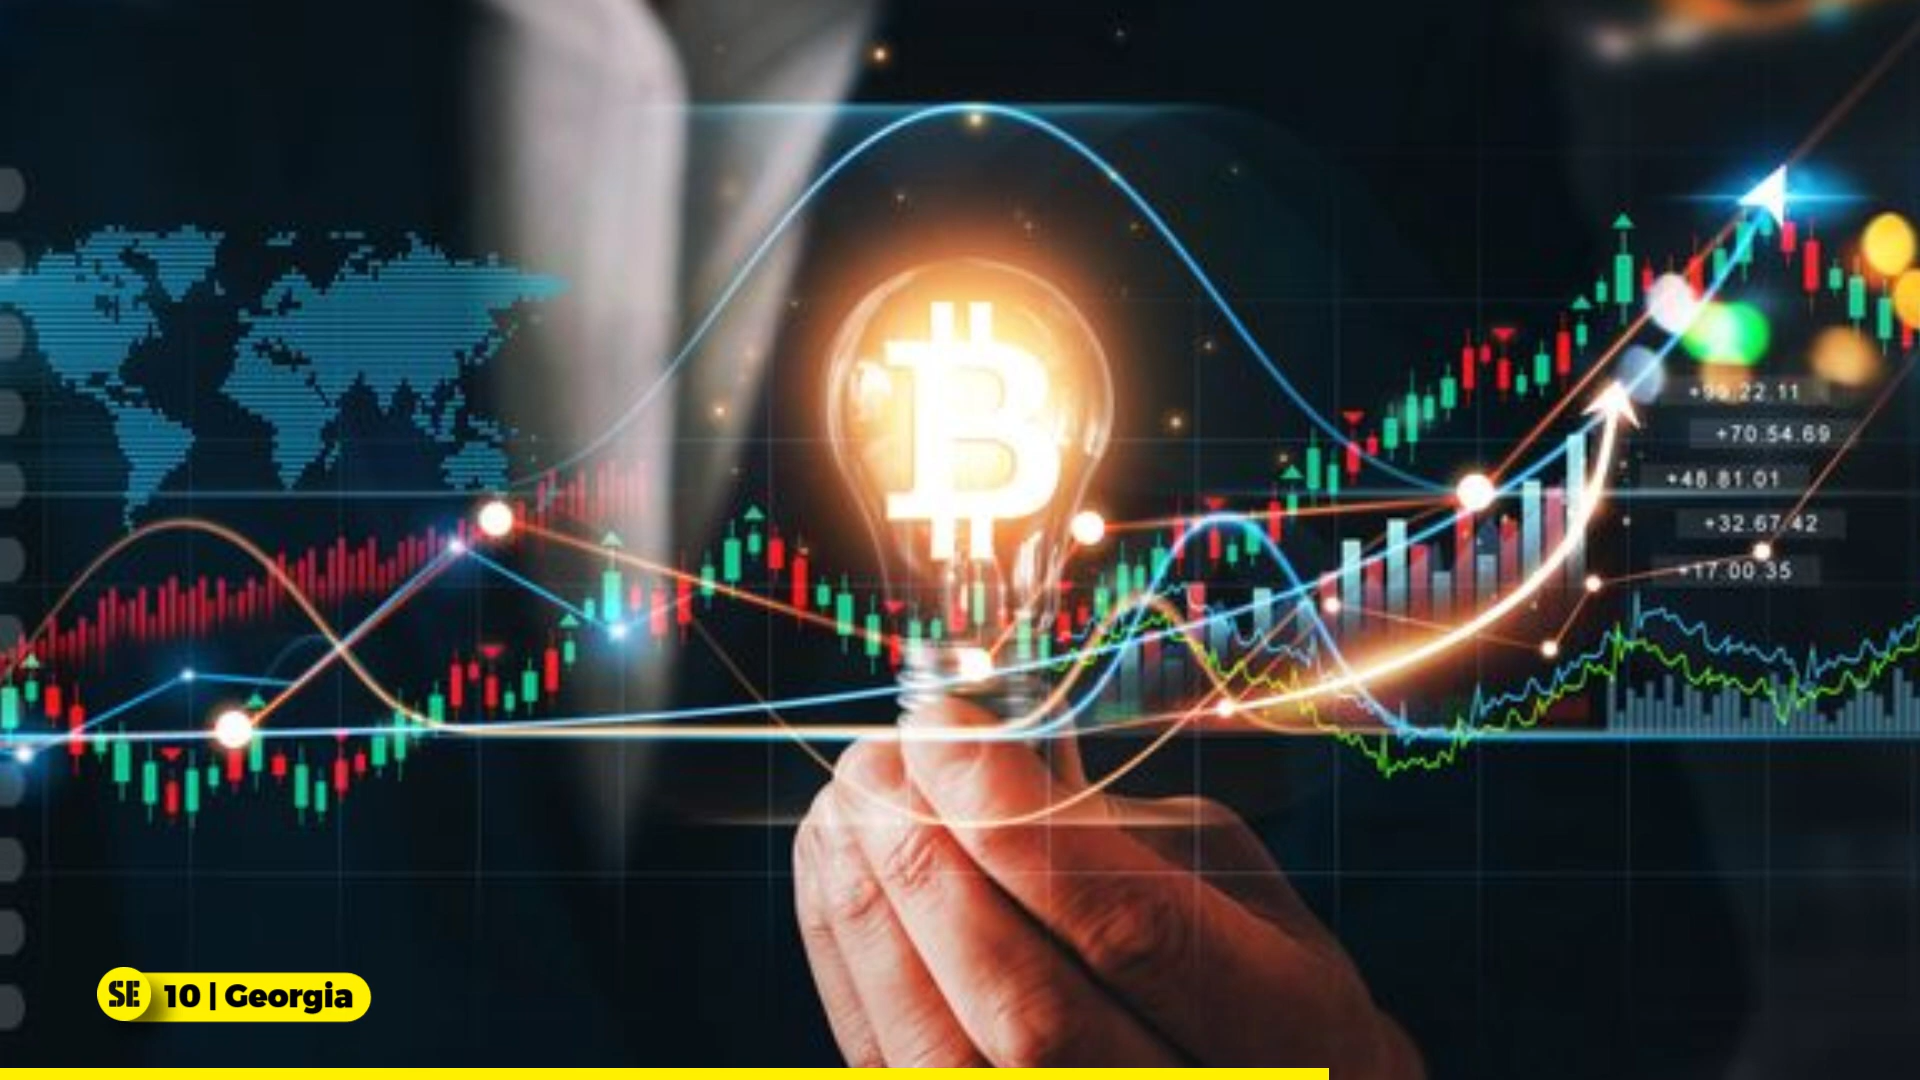 +70.54.69
+48.81.01
+32.67.42
+17.00.35
SE 10 | Georgia